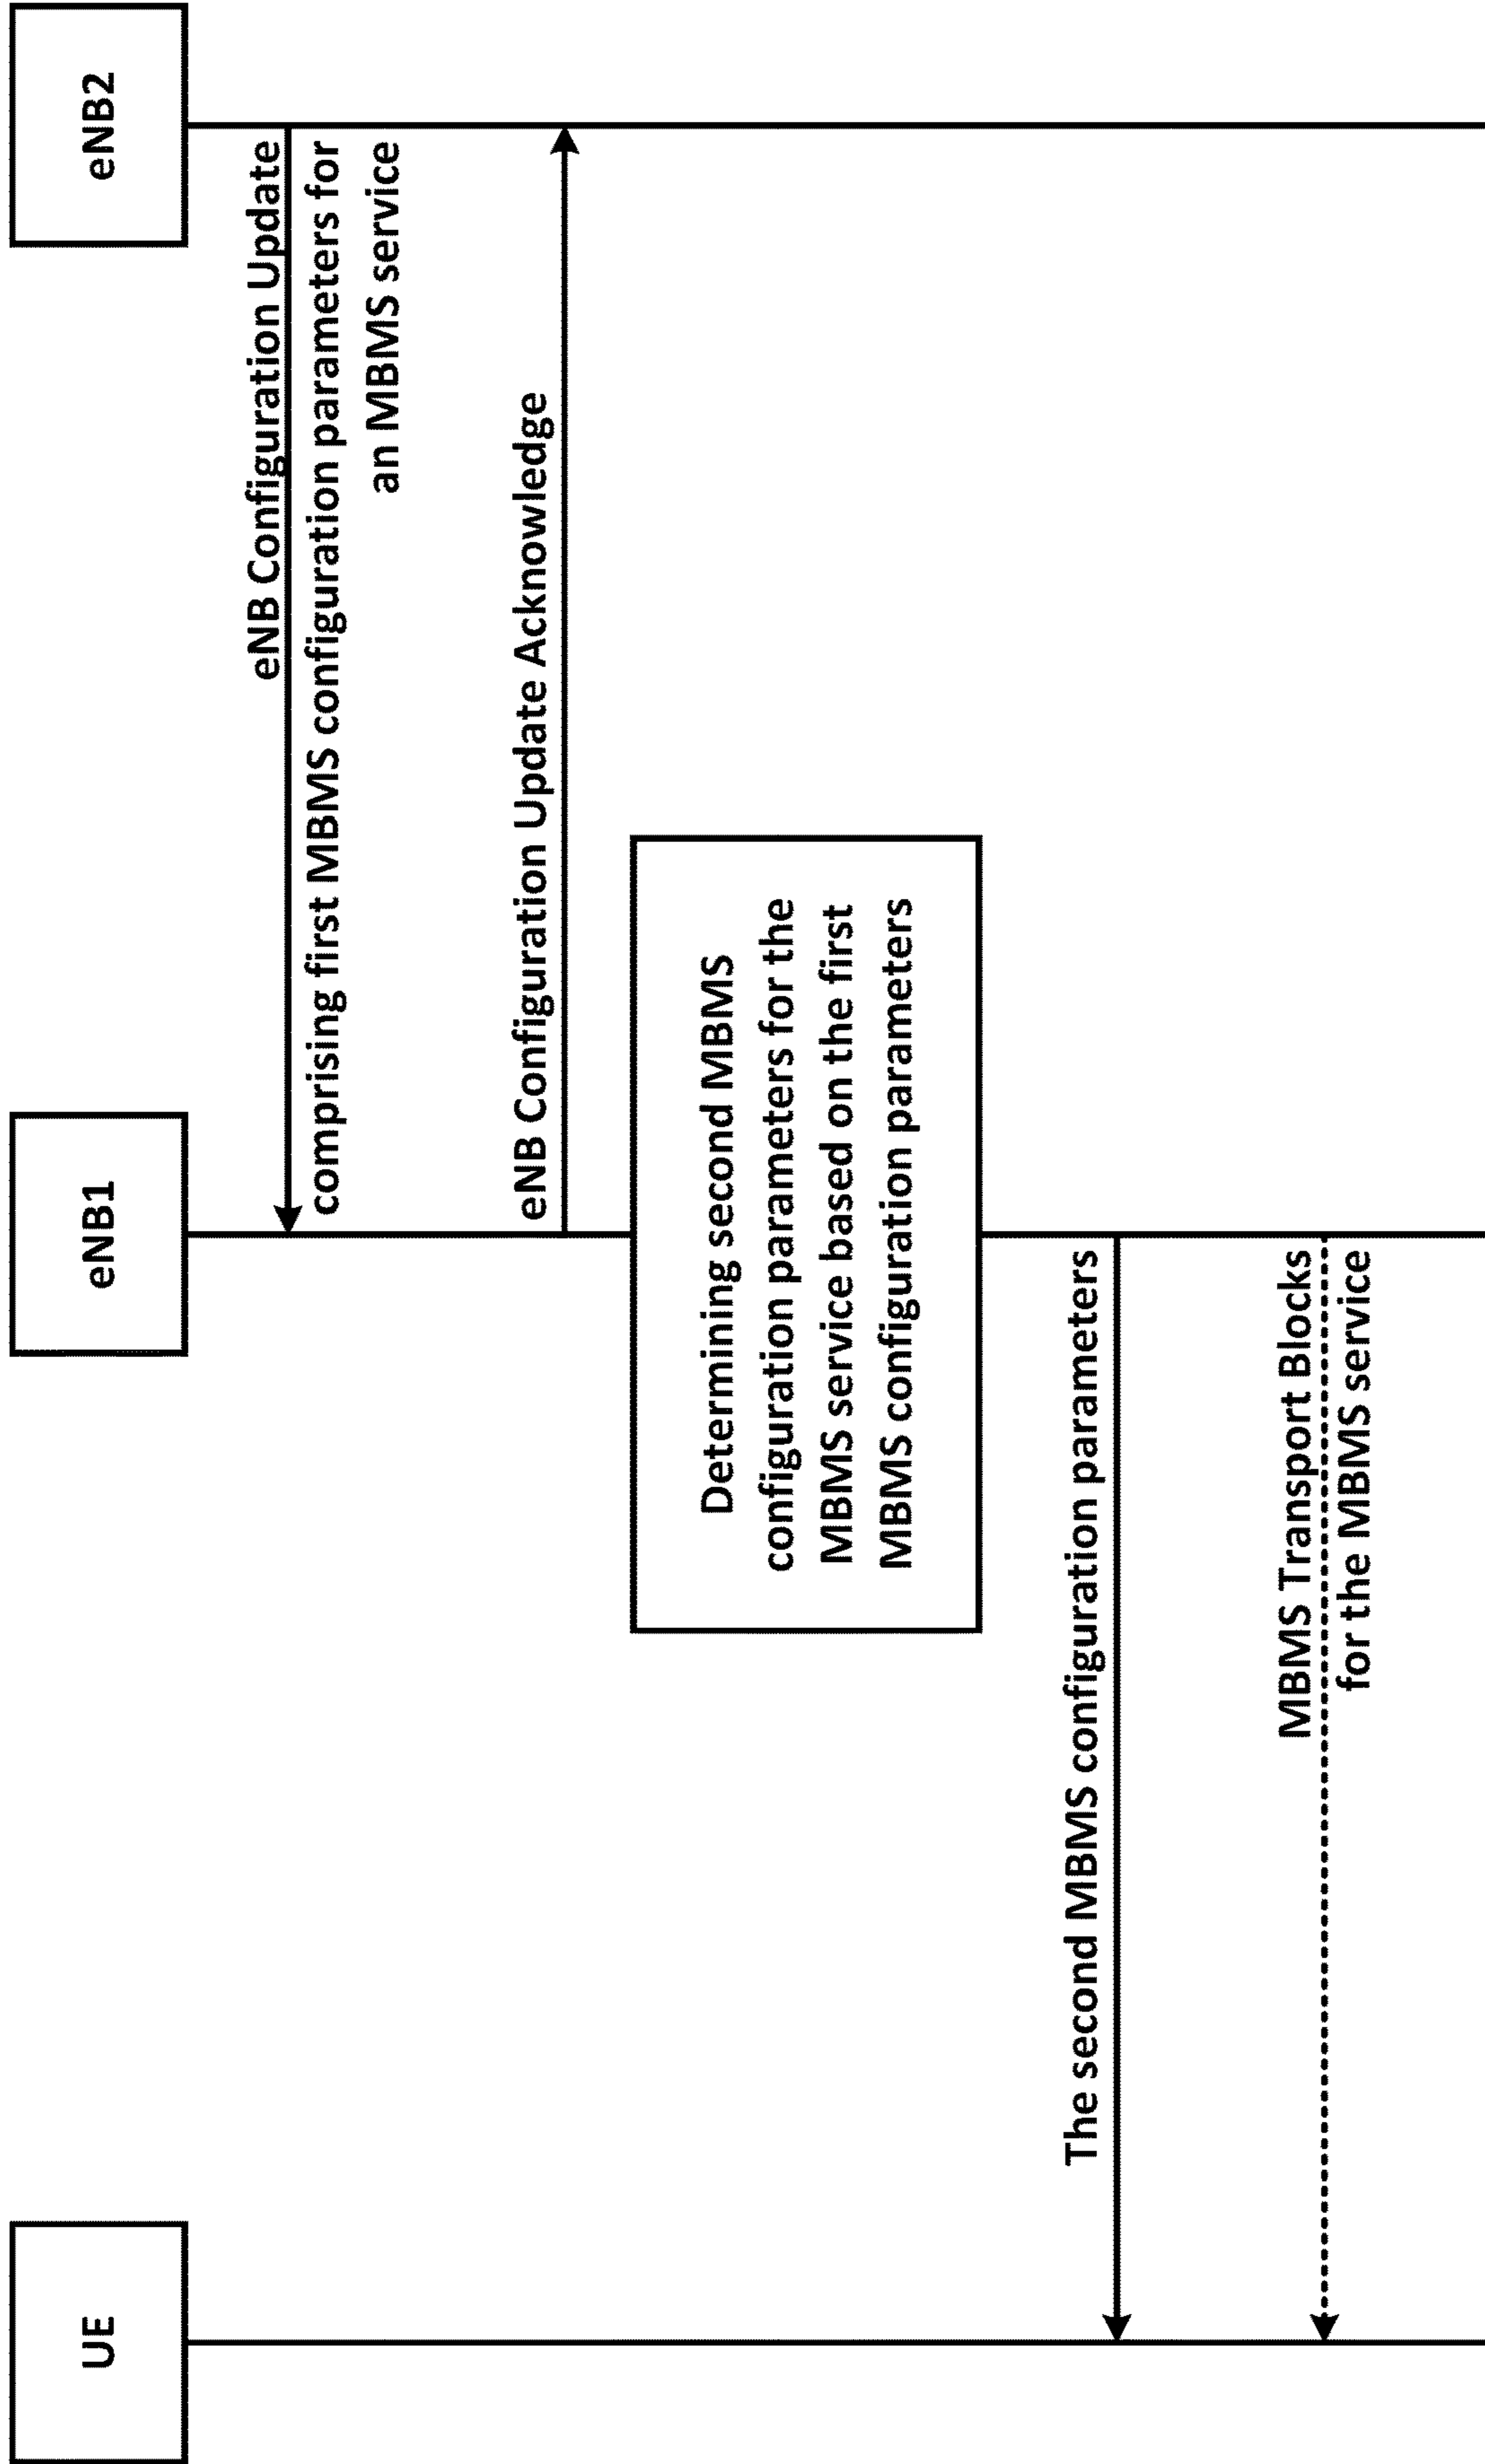 UE
eNB1
eNB2
eNB Configuration Update
comprising first MBMS configuration parameters for
an MBMS service
eNB Configuration Update Acknowledge
Determining second MBMS
configuration parameters for the
MBMS service based on the first
MBMS configuration parameters
The second MBMS configuration parameters
MBMS Transport Blocks
for the MBMS service